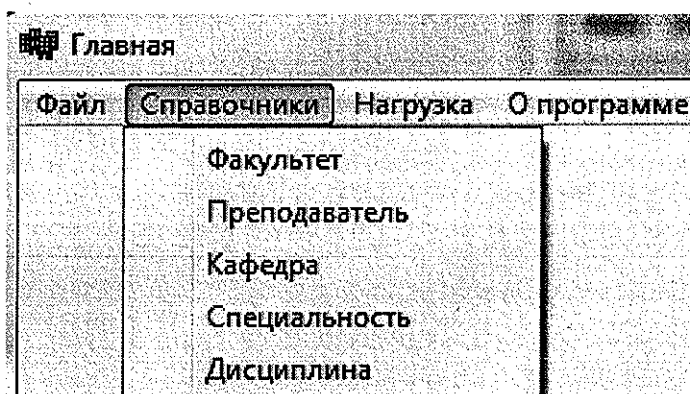 Главная
Файл Справочники Нагрузка О программе
Факультет
Преподаватель
Кафедра
Специальность
Дисциплина